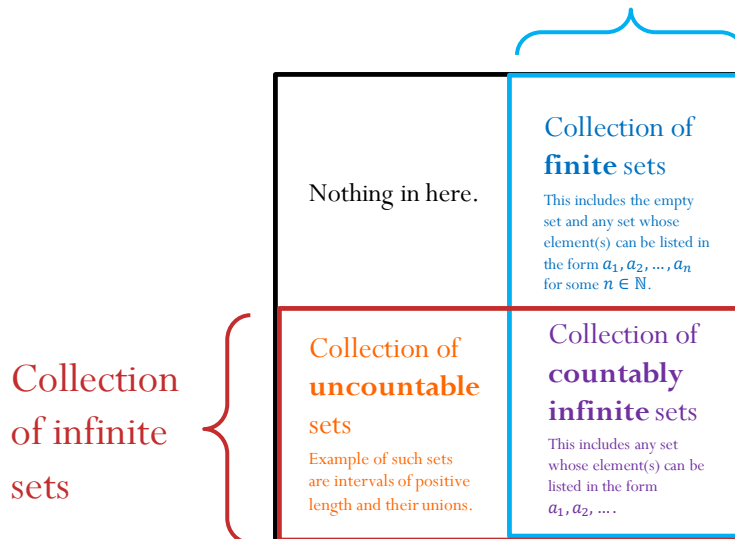 Nothing in here.
Collection of
finite sets
This includes the empty
set and any set whose
element(s) can be listed in
the form a₁, a₂, …, aₙ
for some n ∈ ℕ.
Collection
of infinite
sets
Collection of
uncountable
sets
Example of such sets
are intervals of positive
length and their unions.
Collection of
countably
infinite sets
This includes any set
whose element(s) can be
listed in the form
a₁, a₂, ….